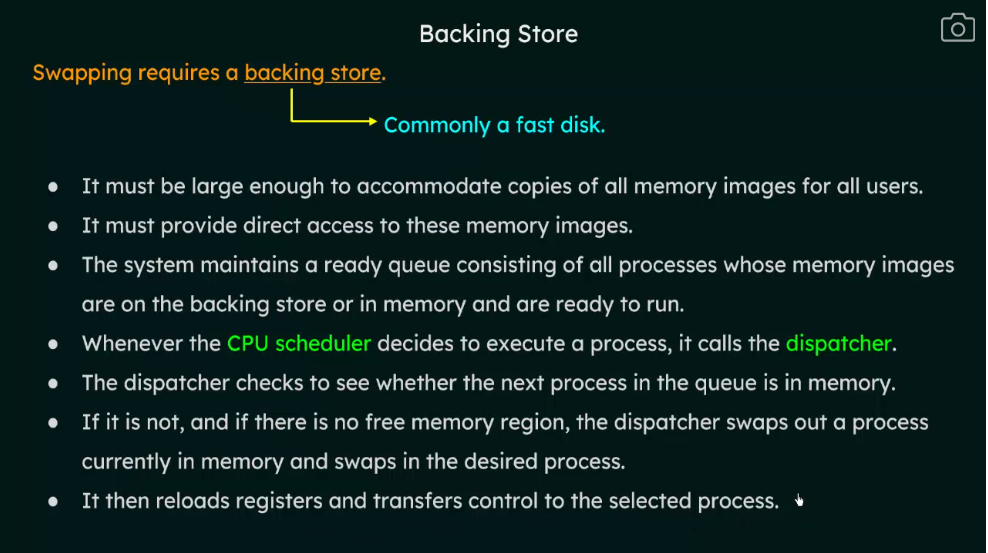 Backing Store
Swapping requires a backing store.
Commonly a fast disk.
● It must be large enough to accommodate copies of all memory images for all users.
● It must provide direct access to these memory images.
● The system maintains a ready queue consisting of all processes whose memory images
are on the backing store or in memory and are ready to run.
● Whenever the CPU scheduler decides to execute a process, it calls the dispatcher.
● The dispatcher checks to see whether the next process in the queue is in memory.
● If it is not, and if there is no free memory region, the dispatcher swaps out a process
currently in memory and swaps in the desired process.
● It then reloads registers and transfers control to the selected process.